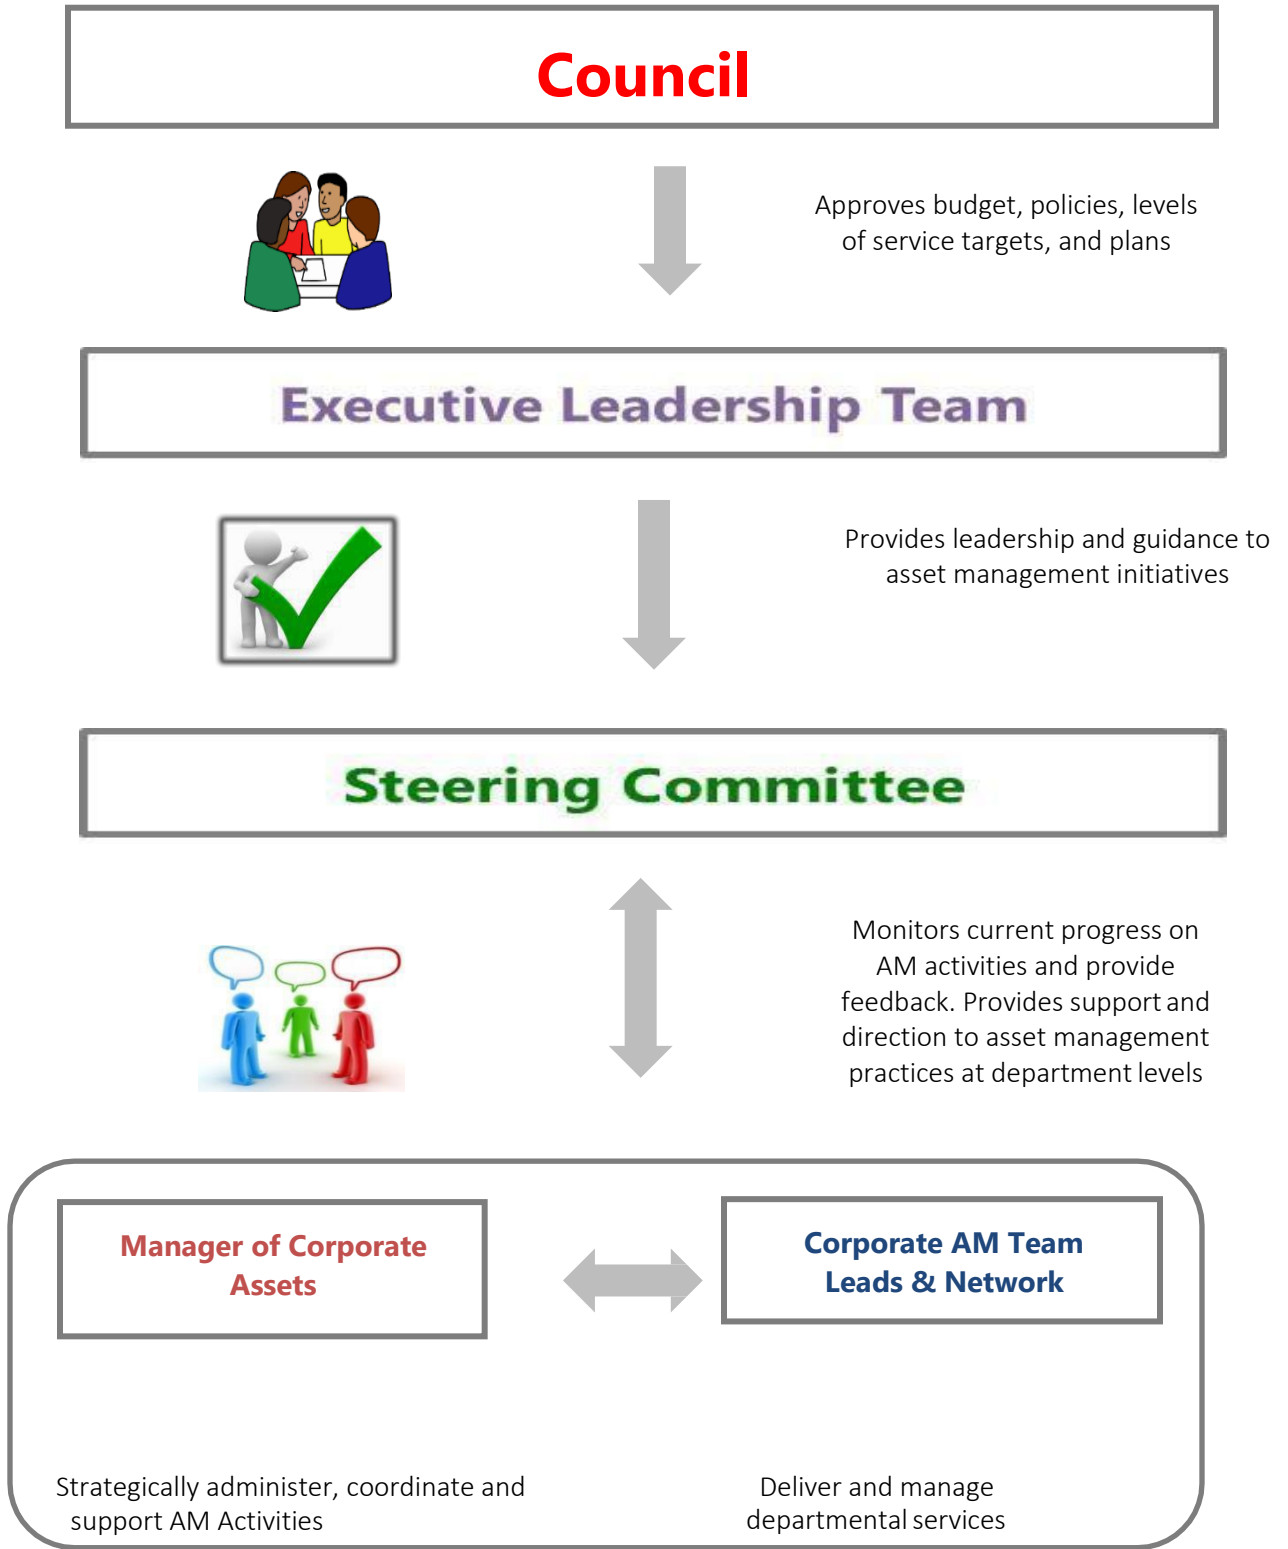 Council
Approves budget, policies, levels
of service targets, and plans
Executive Leadership Team
Provides leadership and guidance to
asset management initiatives
Steering Committee
Monitors current progress on
AM activities and provide
feedback. Provides support and
direction to asset management
practices at department levels
Manager of Corporate
Assets
Corporate AM Team
Leads & Network
Strategically administer, coordinate and
support AM Activities
Deliver and manage
departmental services